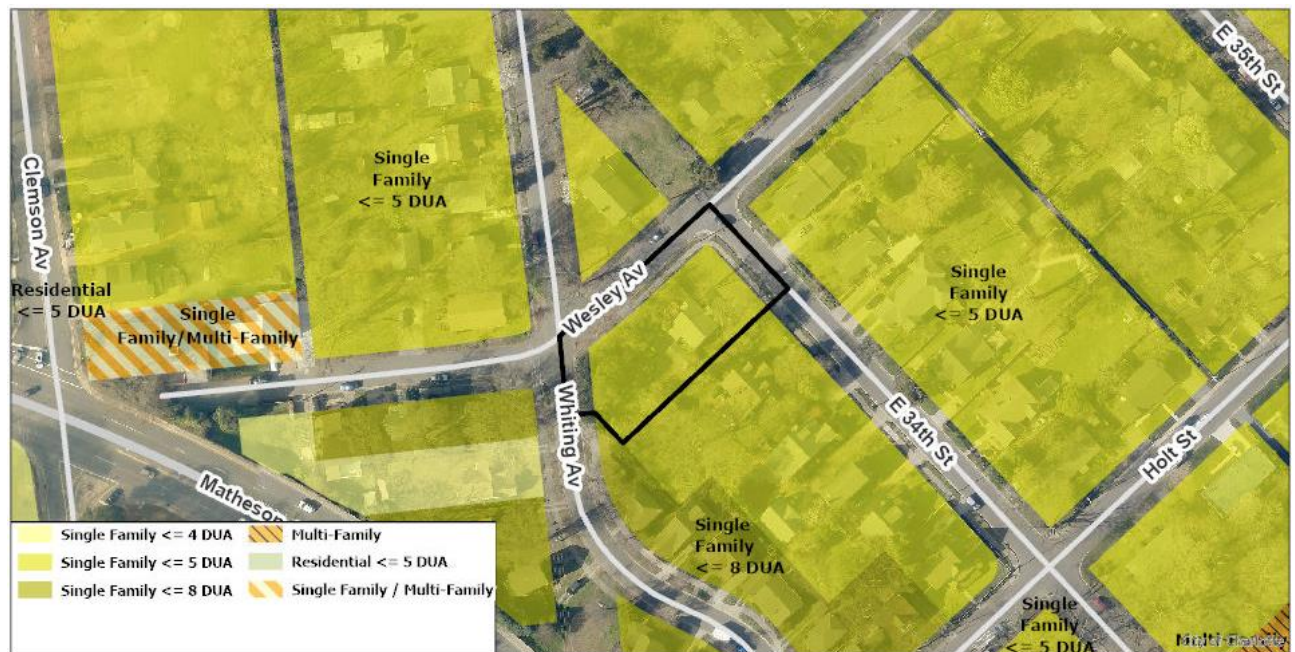 E 35th St
Single
Family
<= 5 DUA
Clemson Av
Residential
<= 5 DUA
Single
Family/Multi-Family
Wesley Av
Single
Family
<= 5 DUA
Whiting Av
E 34th St
Holt St
Matheson
Single
Family
<= 8 DUA
Single Family <= 4 DUA
Multi-Family
Single Family <= 5 DUA
Residential <= 5 DUA
Single Family <= 8 DUA
Single Family / Multi-Family
Single
Family
<= 5 DUA